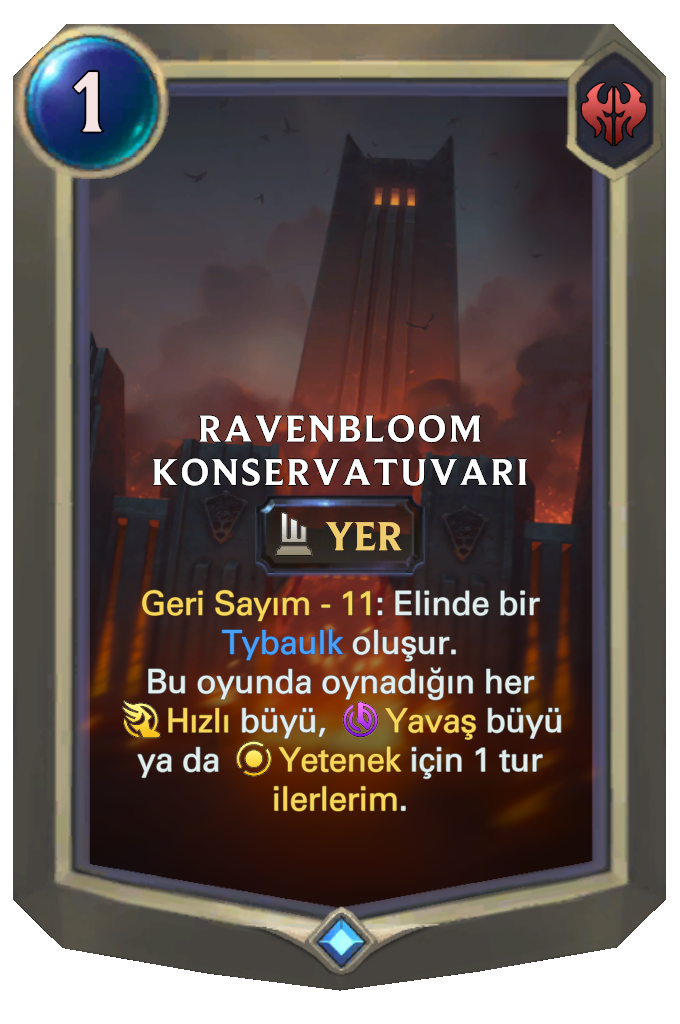 1
RAVENBLOOM
KONSERVATUVARI
YER
Geri Sayım - 11: Elinde bir
Tybaulk oluşur.
Bu oyunda oynadığın her
Hızlı büyü, Yavaş büyü
ya da Yetenek için 1 tur
ilerlerim.